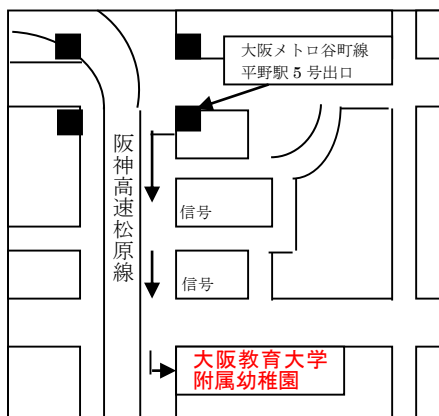 大阪メトロ谷町線
平野駅 5 号出口
阪神高速松原線
信号
信号
大阪教育大学
附属幼稚園